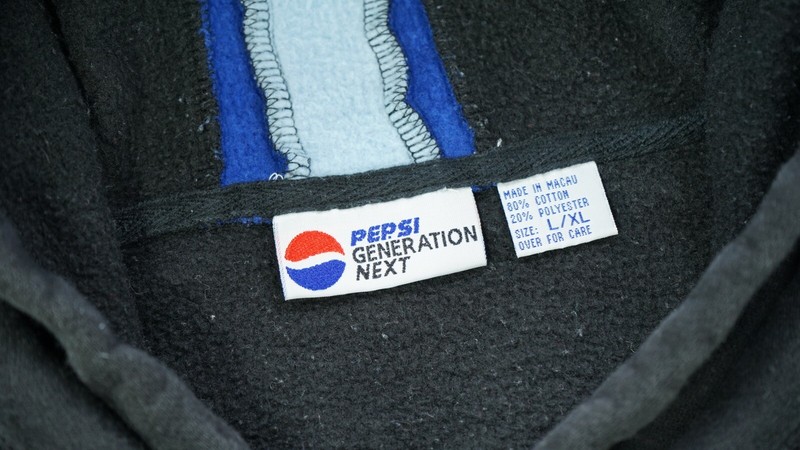 PEPSI
GENERATION
NEXT
MADE IN MACAU
80% COTTON
20% POLYESTER
SIZE: L/XL
OVER FOR CARE